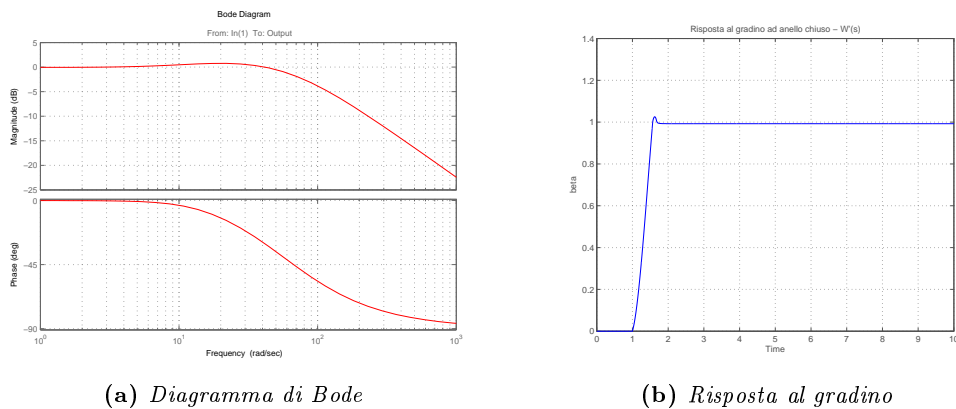 Bode Diagram
From: In(1) To: Output
Magnitude (dB)
5
0
−5
−10
−15
−20
−25
Phase (deg)
0
−45
−90
10^0
10^1
10^2
10^3
Frequency (rad/sec)
(a) Diagramma di Bode
Risposta al gradino ad anello chiuso − W'(s)
beta
1.4
1.2
1
0.8
0.6
0.4
0.2
0
0 1 2 3 4 5 6 7 8 9 10
Time
(b) Risposta al gradino